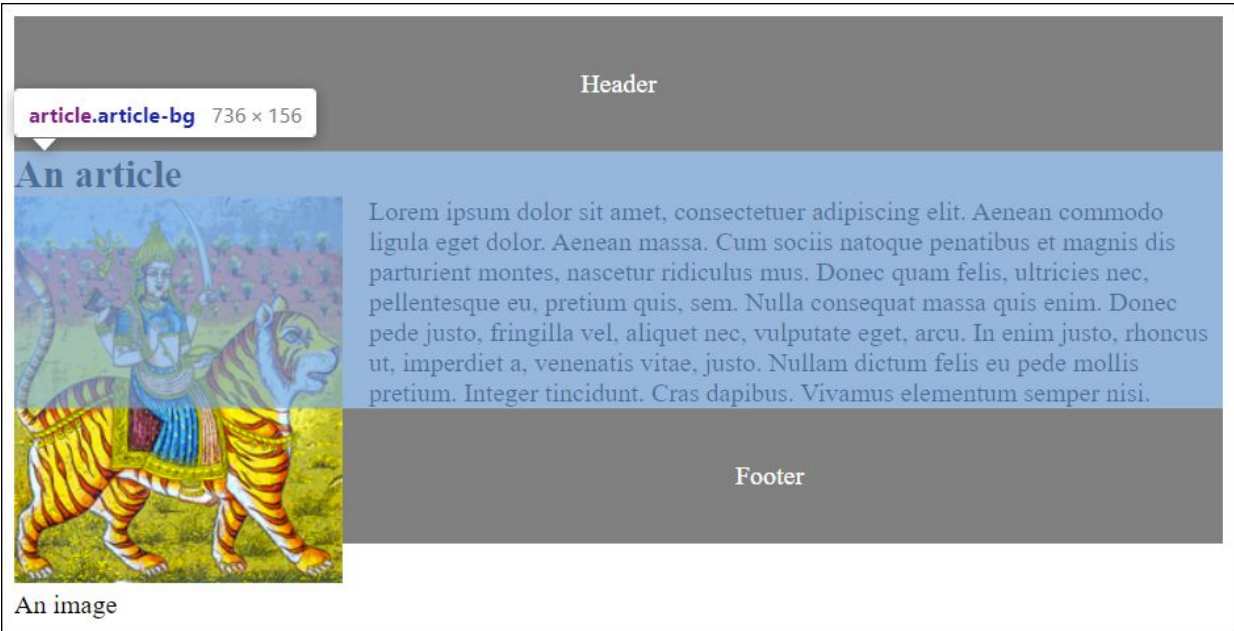 Header
article.article-bg 736 × 156
An article
Lorem ipsum dolor sit amet, consectetuer adipiscing elit. Aenean commodo
ligula eget dolor. Aenean massa. Cum sociis natoque penatibus et magnis dis
parturient montes, nascetur ridiculus mus. Donec quam felis, ultricies nec,
pellentesque eu, pretium quis, sem. Nulla consequat massa quis enim. Donec
pede justo, fringilla vel, aliquet nec, vulputate eget, arcu. In enim justo, rhoncus
ut, imperdiet a, venenatis vitae, justo. Nullam dictum felis eu pede mollis
pretium. Integer tincidunt. Cras dapibus. Vivamus elementum semper nisi.
Footer
An image